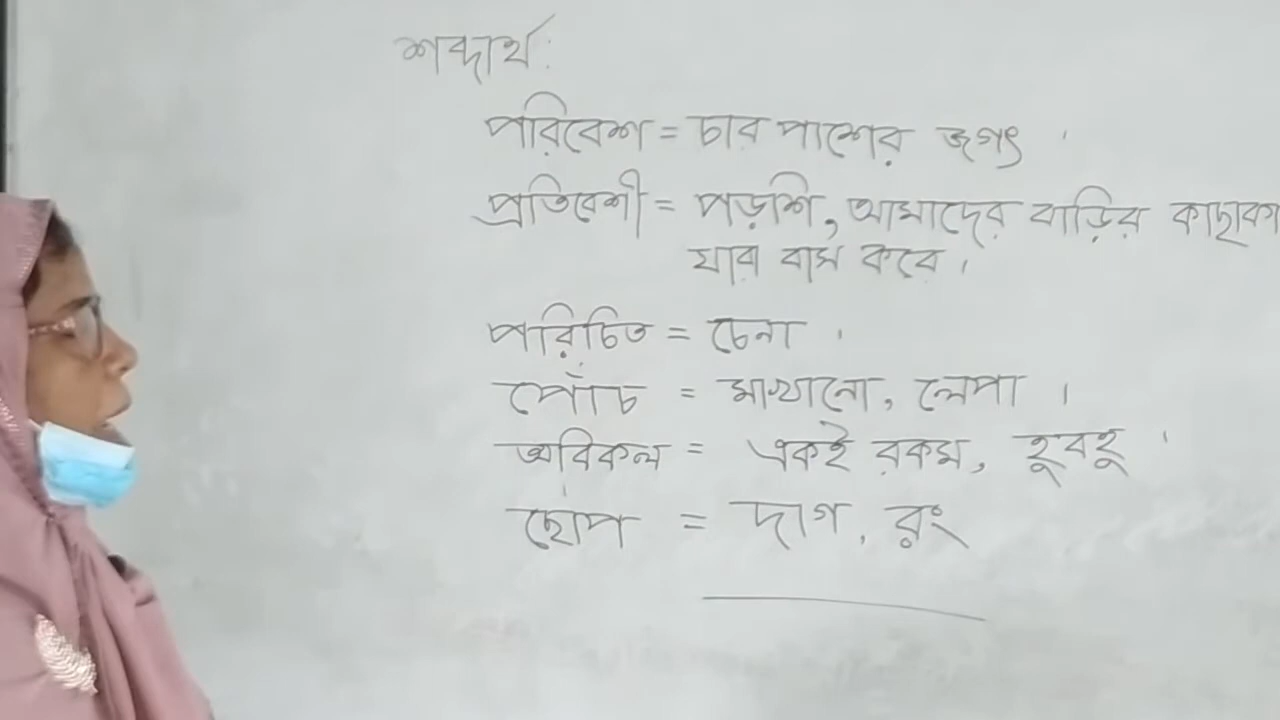 শব্দার্থ:
পরিবেশ = চার পাশের জগৎ ।
প্রতিবেশী = পড়শি, আমাদের বাড়ির কাছাকা
যারা বাস করে ।
পরিচিত = চেনা ।
পোঁচ = মাখানো, লেপা ।
অবিকল = একই রকম, হুবহু ।
ছোপ = দাগ, রং